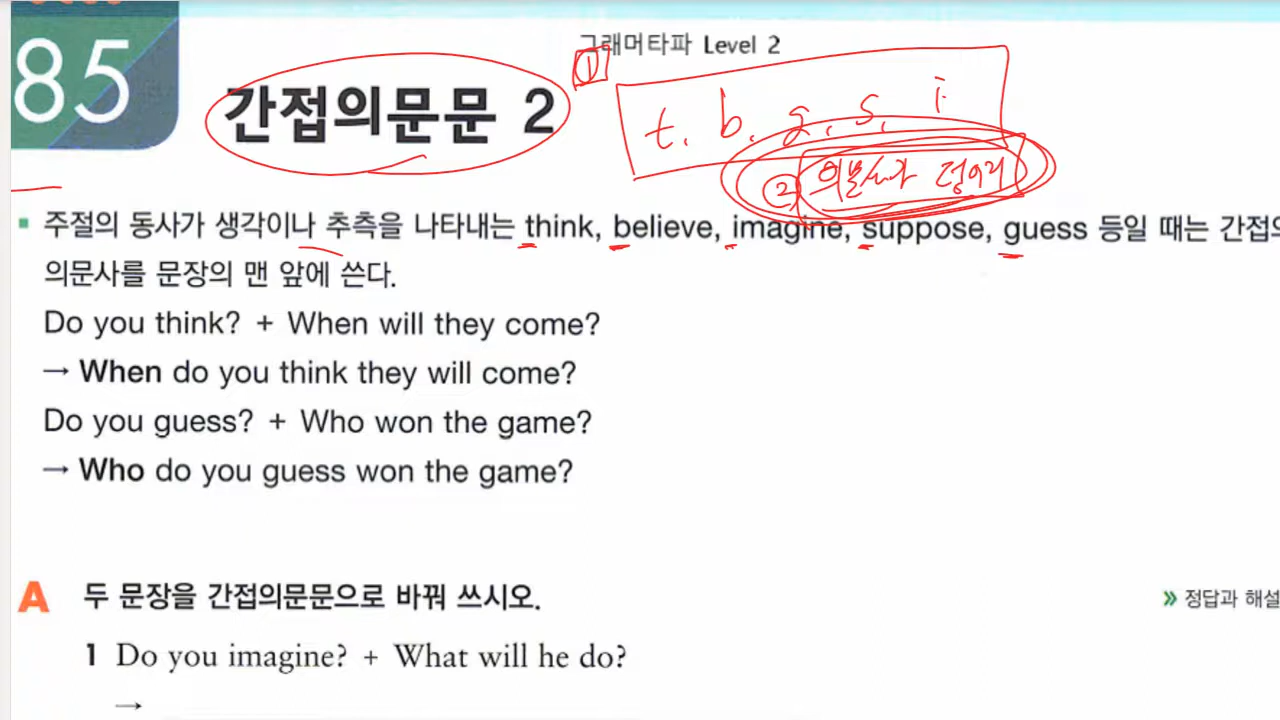 그래머타파 Level 2
85
간접의문문 2
①
t. b. g. s. i
② 의문사가 덩어리
주절의 동사가 생각이나 추측을 나타내는 think, believe, imagine, suppose, guess 등일 때는 간접의
의문사를 문장의 맨 앞에 쓴다.
Do you think? + When will they come?
→ When do you think they will come?
Do you guess? + Who won the game?
→ Who do you guess won the game?
A 두 문장을 간접의문문으로 바꿔 쓰시오.
» 정답과 해설
1 Do you imagine? + What will he do?
→